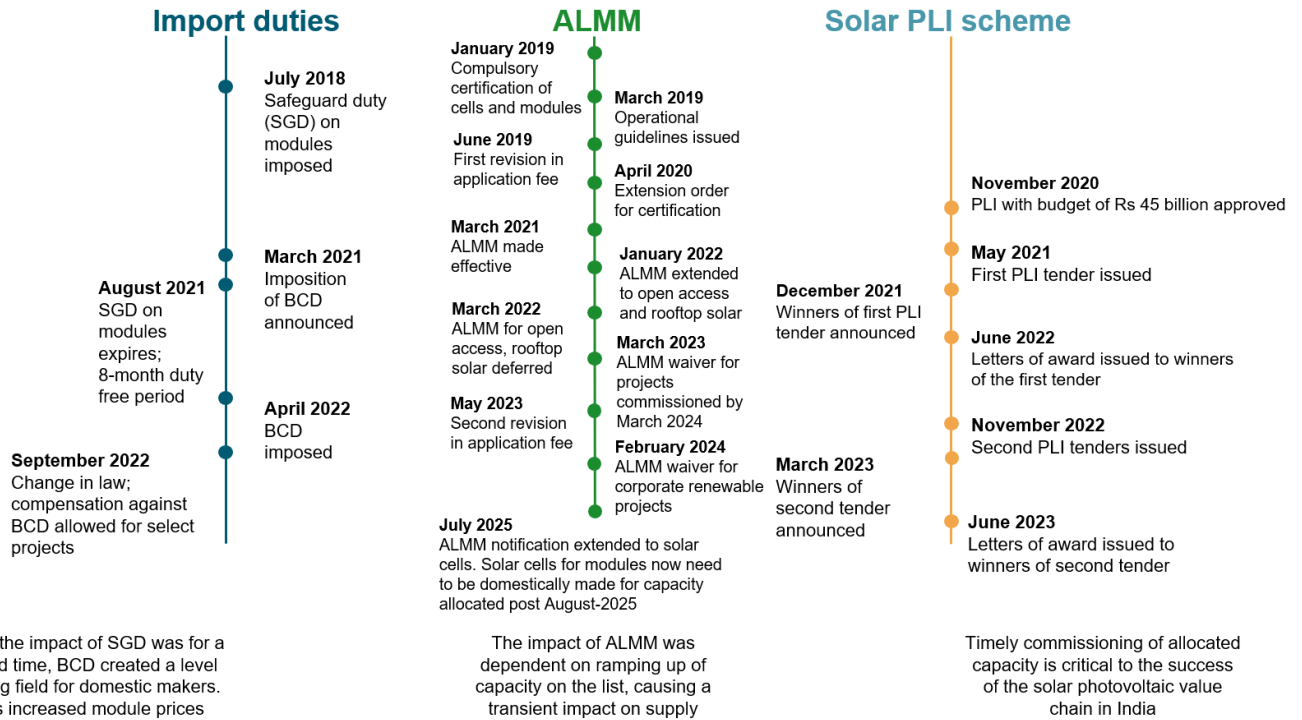 Import duties
July 2018
Safeguard duty
(SGD) on
modules
imposed
March 2021
Imposition
of BCD
announced
August 2021
SGD on
modules
expires;
8-month duty
free period
April 2022
BCD
imposed
September 2022
Change in law;
compensation against
BCD allowed for select
projects
the impact of SGD was for a
time, BCD created a level
field for domestic makers.
increased module prices
ALMM
January 2019
Compulsory
certification of
cells and modules
March 2019
Operational
guidelines issued
June 2019
First revision in
application fee
April 2020
Extension order
for certification
March 2021
ALMM made
effective
January 2022
ALMM extended
to open access
and rooftop solar
March 2022
ALMM for open
access, rooftop
solar deferred
March 2023
ALMM waiver for
projects
commissioned by
March 2024
May 2023
Second revision
in application fee
February 2024
ALMM waiver for
corporate renewable
projects
July 2025
ALMM notification extended to solar
cells. Solar cells for modules now need
to be domestically made for capacity
allocated post August-2025
The impact of ALMM was
dependent on ramping up of
capacity on the list, causing a
transient impact on supply
Solar PLI scheme
November 2020
PLI with budget of Rs 45 billion approved
May 2021
First PLI tender issued
December 2021
Winners of first PLI
tender announced
June 2022
Letters of award issued to winners
of the first tender
November 2022
Second PLI tenders issued
March 2023
Winners of
second tender
announced
June 2023
Letters of award issued to
winners of second tender
Timely commissioning of allocated
capacity is critical to the success
of the solar photovoltaic value
chain in India